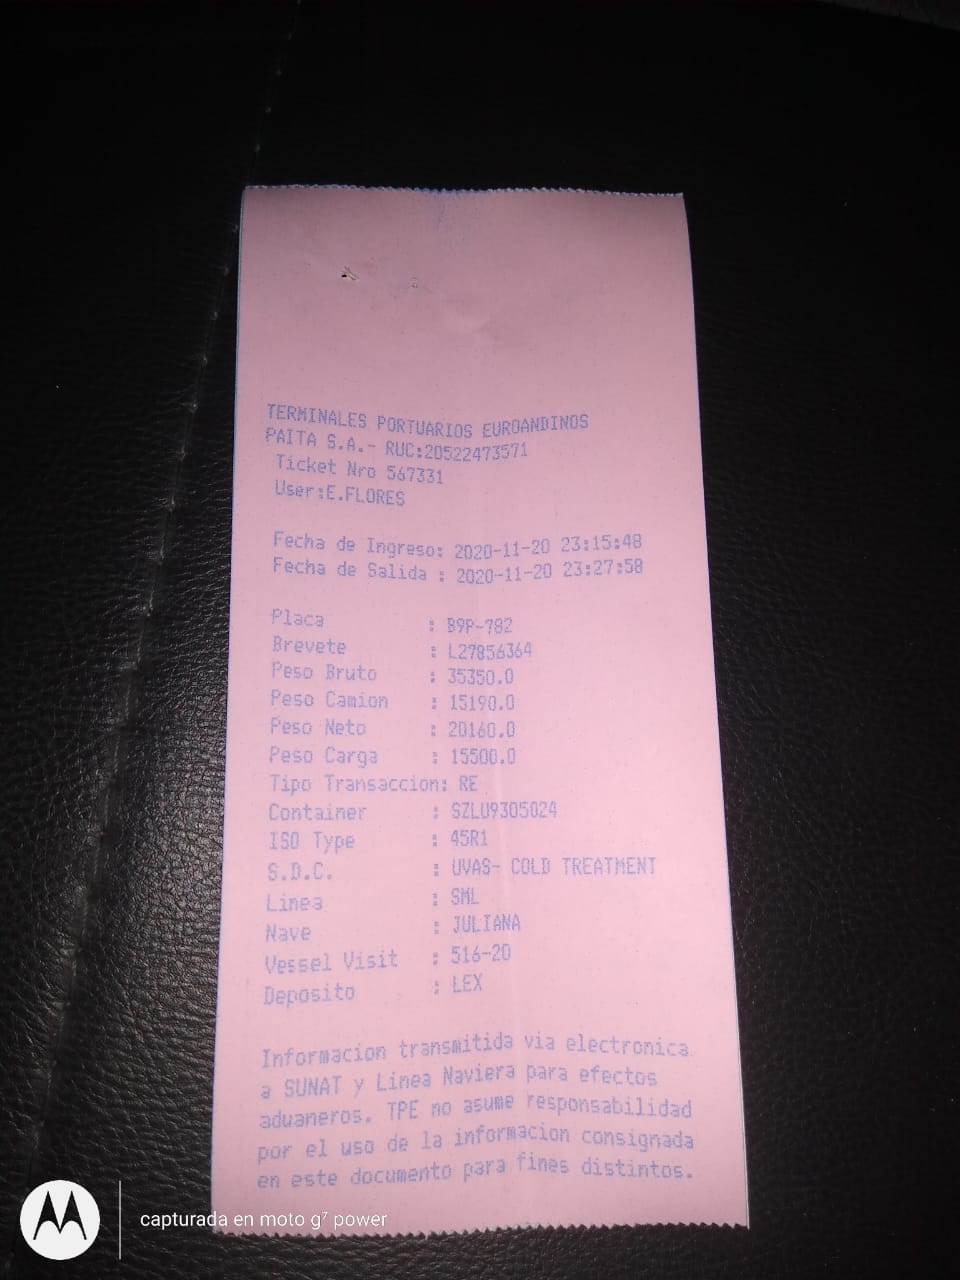 TERMINALES PORTUARIOS EUROANDINOS
PAITA S.A.- RUC:20522473571
Ticket Nro 567331
User:E.FLORES
Fecha de Ingreso: 2020-11-20 23:15:48
Fecha de Salida : 2020-11-20 23:27:58
Placa : B9P-782
Brevete : L27856364
Peso Bruto : 35350.0
Peso Camion : 15190.0
Peso Neto : 20160.0
Peso Carga : 15500.0
Tipo Transaccion: RE
Container : SZLU9305024
ISO Type : 45R1
S.D.C. : UVAS- COLD TREATMENT
Linea : SML
Nave : JULIANA
Vessel Visit : 516-20
Deposito : LEX
Informacion transmitida via electronica
a SUNAT y Linea Naviera para efectos
aduaneros. TPE no asume responsabilidad
por el uso de la informacion consignada
en este documento para fines distintos.
capturada en moto g⁷ power